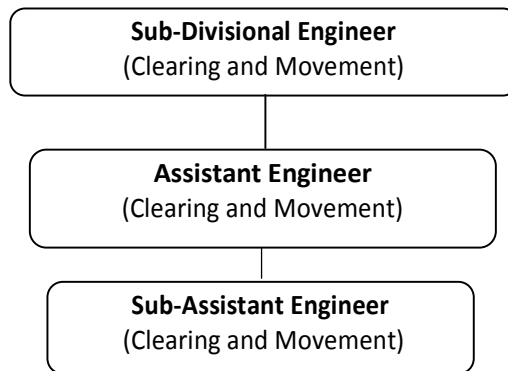 Sub-Divisional Engineer
(Clearing and Movement)
Assistant Engineer
(Clearing and Movement)
Sub-Assistant Engineer
(Clearing and Movement)